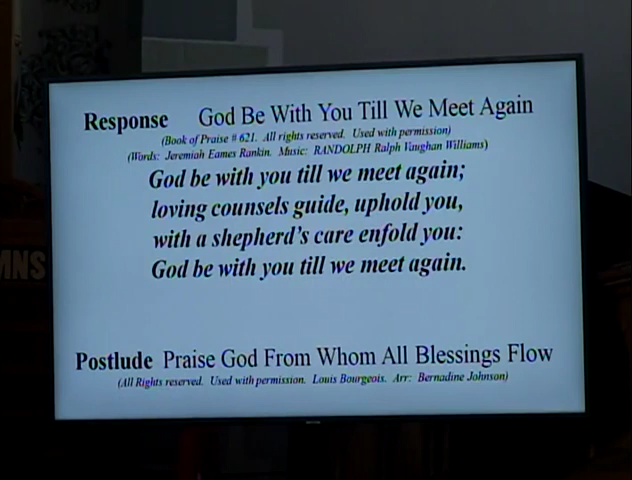 Response God Be With You Till We Meet Again
(Book of Praise # 621. All rights reserved. Used with permission)
(Words: Jeremiah Eames Rankin. Music: RANDOLPH Ralph Vaughan Williams)
God be with you till we meet again;
loving counsels guide, uphold you,
with a shepherd's care enfold you:
God be with you till we meet again.
MNS
Postlude Praise God From Whom All Blessings Flow
(All Rights reserved. Used with permission. Louis Bourgeois. Arr: Bernadine Johnson)